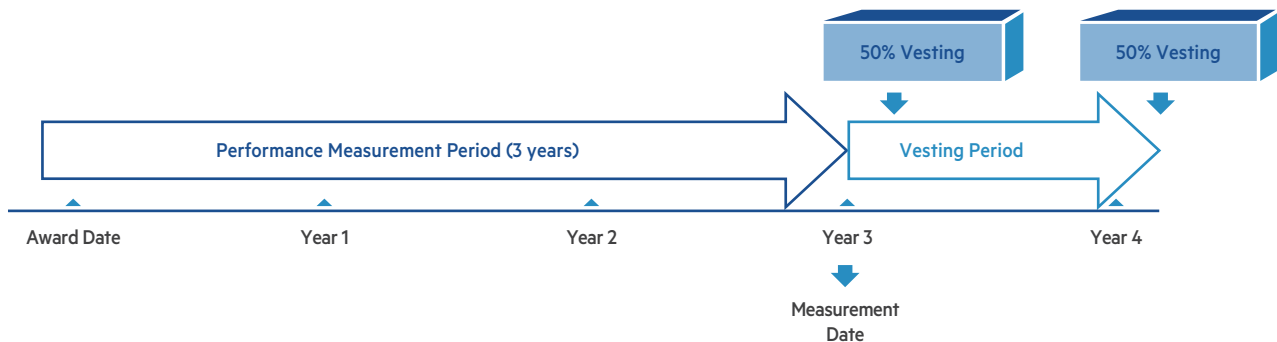 50% Vesting
50% Vesting
Performance Measurement Period (3 years)
Vesting Period
Award Date
Year 1
Year 2
Year 3
Year 4
Measurement
Date